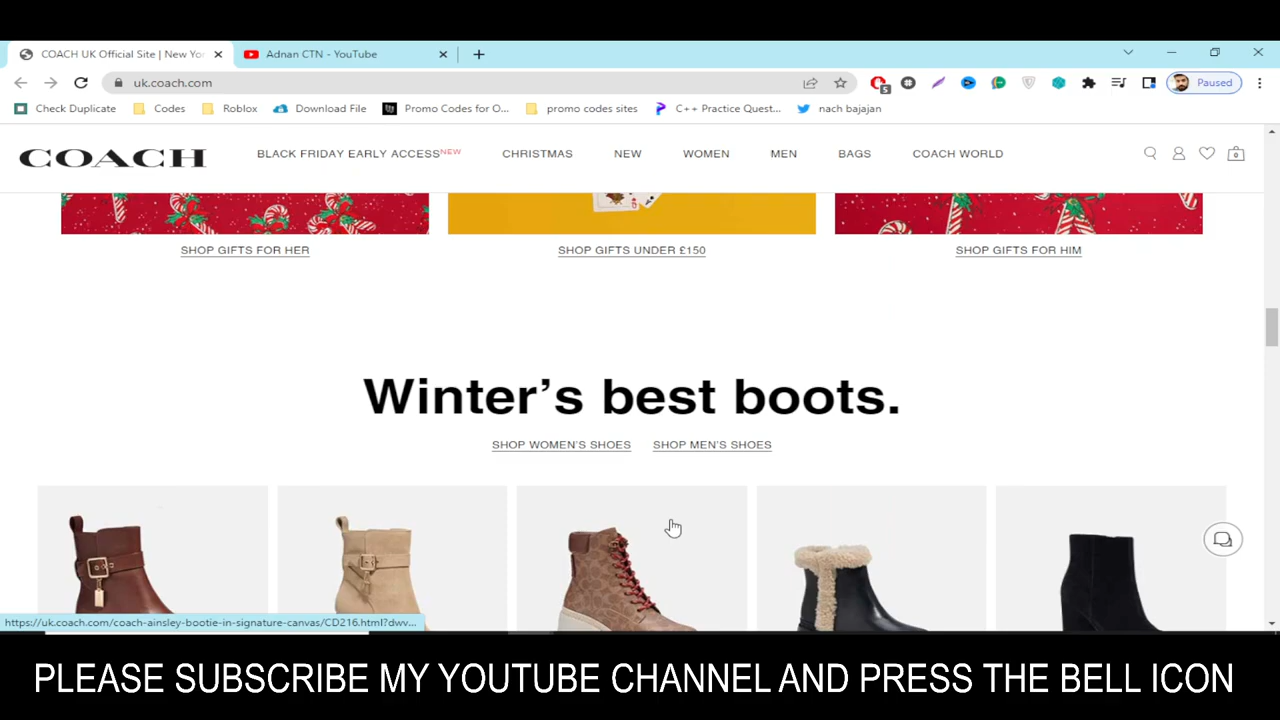 COACH UK Official Site | New Yo
Adnan CTN - YouTube
uk.coach.com
5
Paused
Check Duplicate
Codes
Roblox
Download File
Promo Codes for O...
promo codes sites
C++ Practice Quest...
nach bajajan
COACH
BLACK FRIDAY EARLY ACCESS NEW
CHRISTMAS
NEW
WOMEN
MEN
BAGS
COACH WORLD
0
SHOP GIFTS FOR HER
SHOP GIFTS UNDER £150
SHOP GIFTS FOR HIM
Winter’s best boots.
SHOP WOMEN'S SHOES
SHOP MEN'S SHOES
https://uk.coach.com/coach-ainsley-bootie-in-signature-canvas/CD216.html?dwv...
PLEASE SUBSCRIBE MY YOUTUBE CHANNEL AND PRESS THE BELL ICON